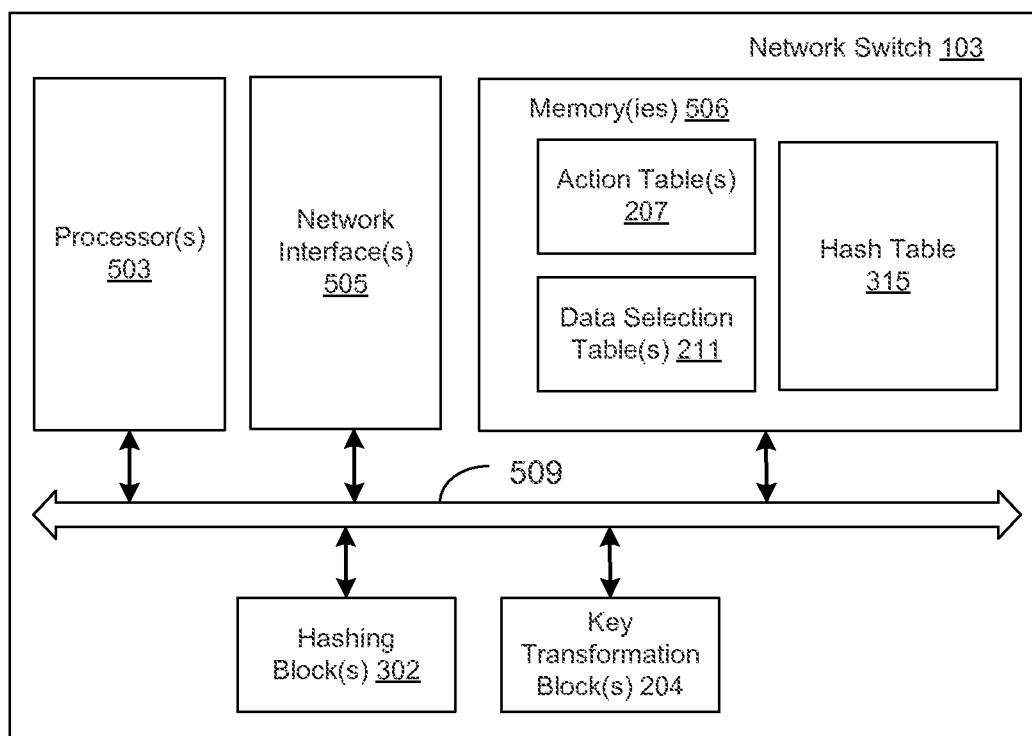 Network Switch 103
Processor(s)
503
Network
Interface(s)
505
Memory(ies) 506
Action Table(s)
207
Data Selection
Table(s) 211
Hash Table
315
509
Hashing
Block(s) 302
Key
Transformation
Block(s) 204